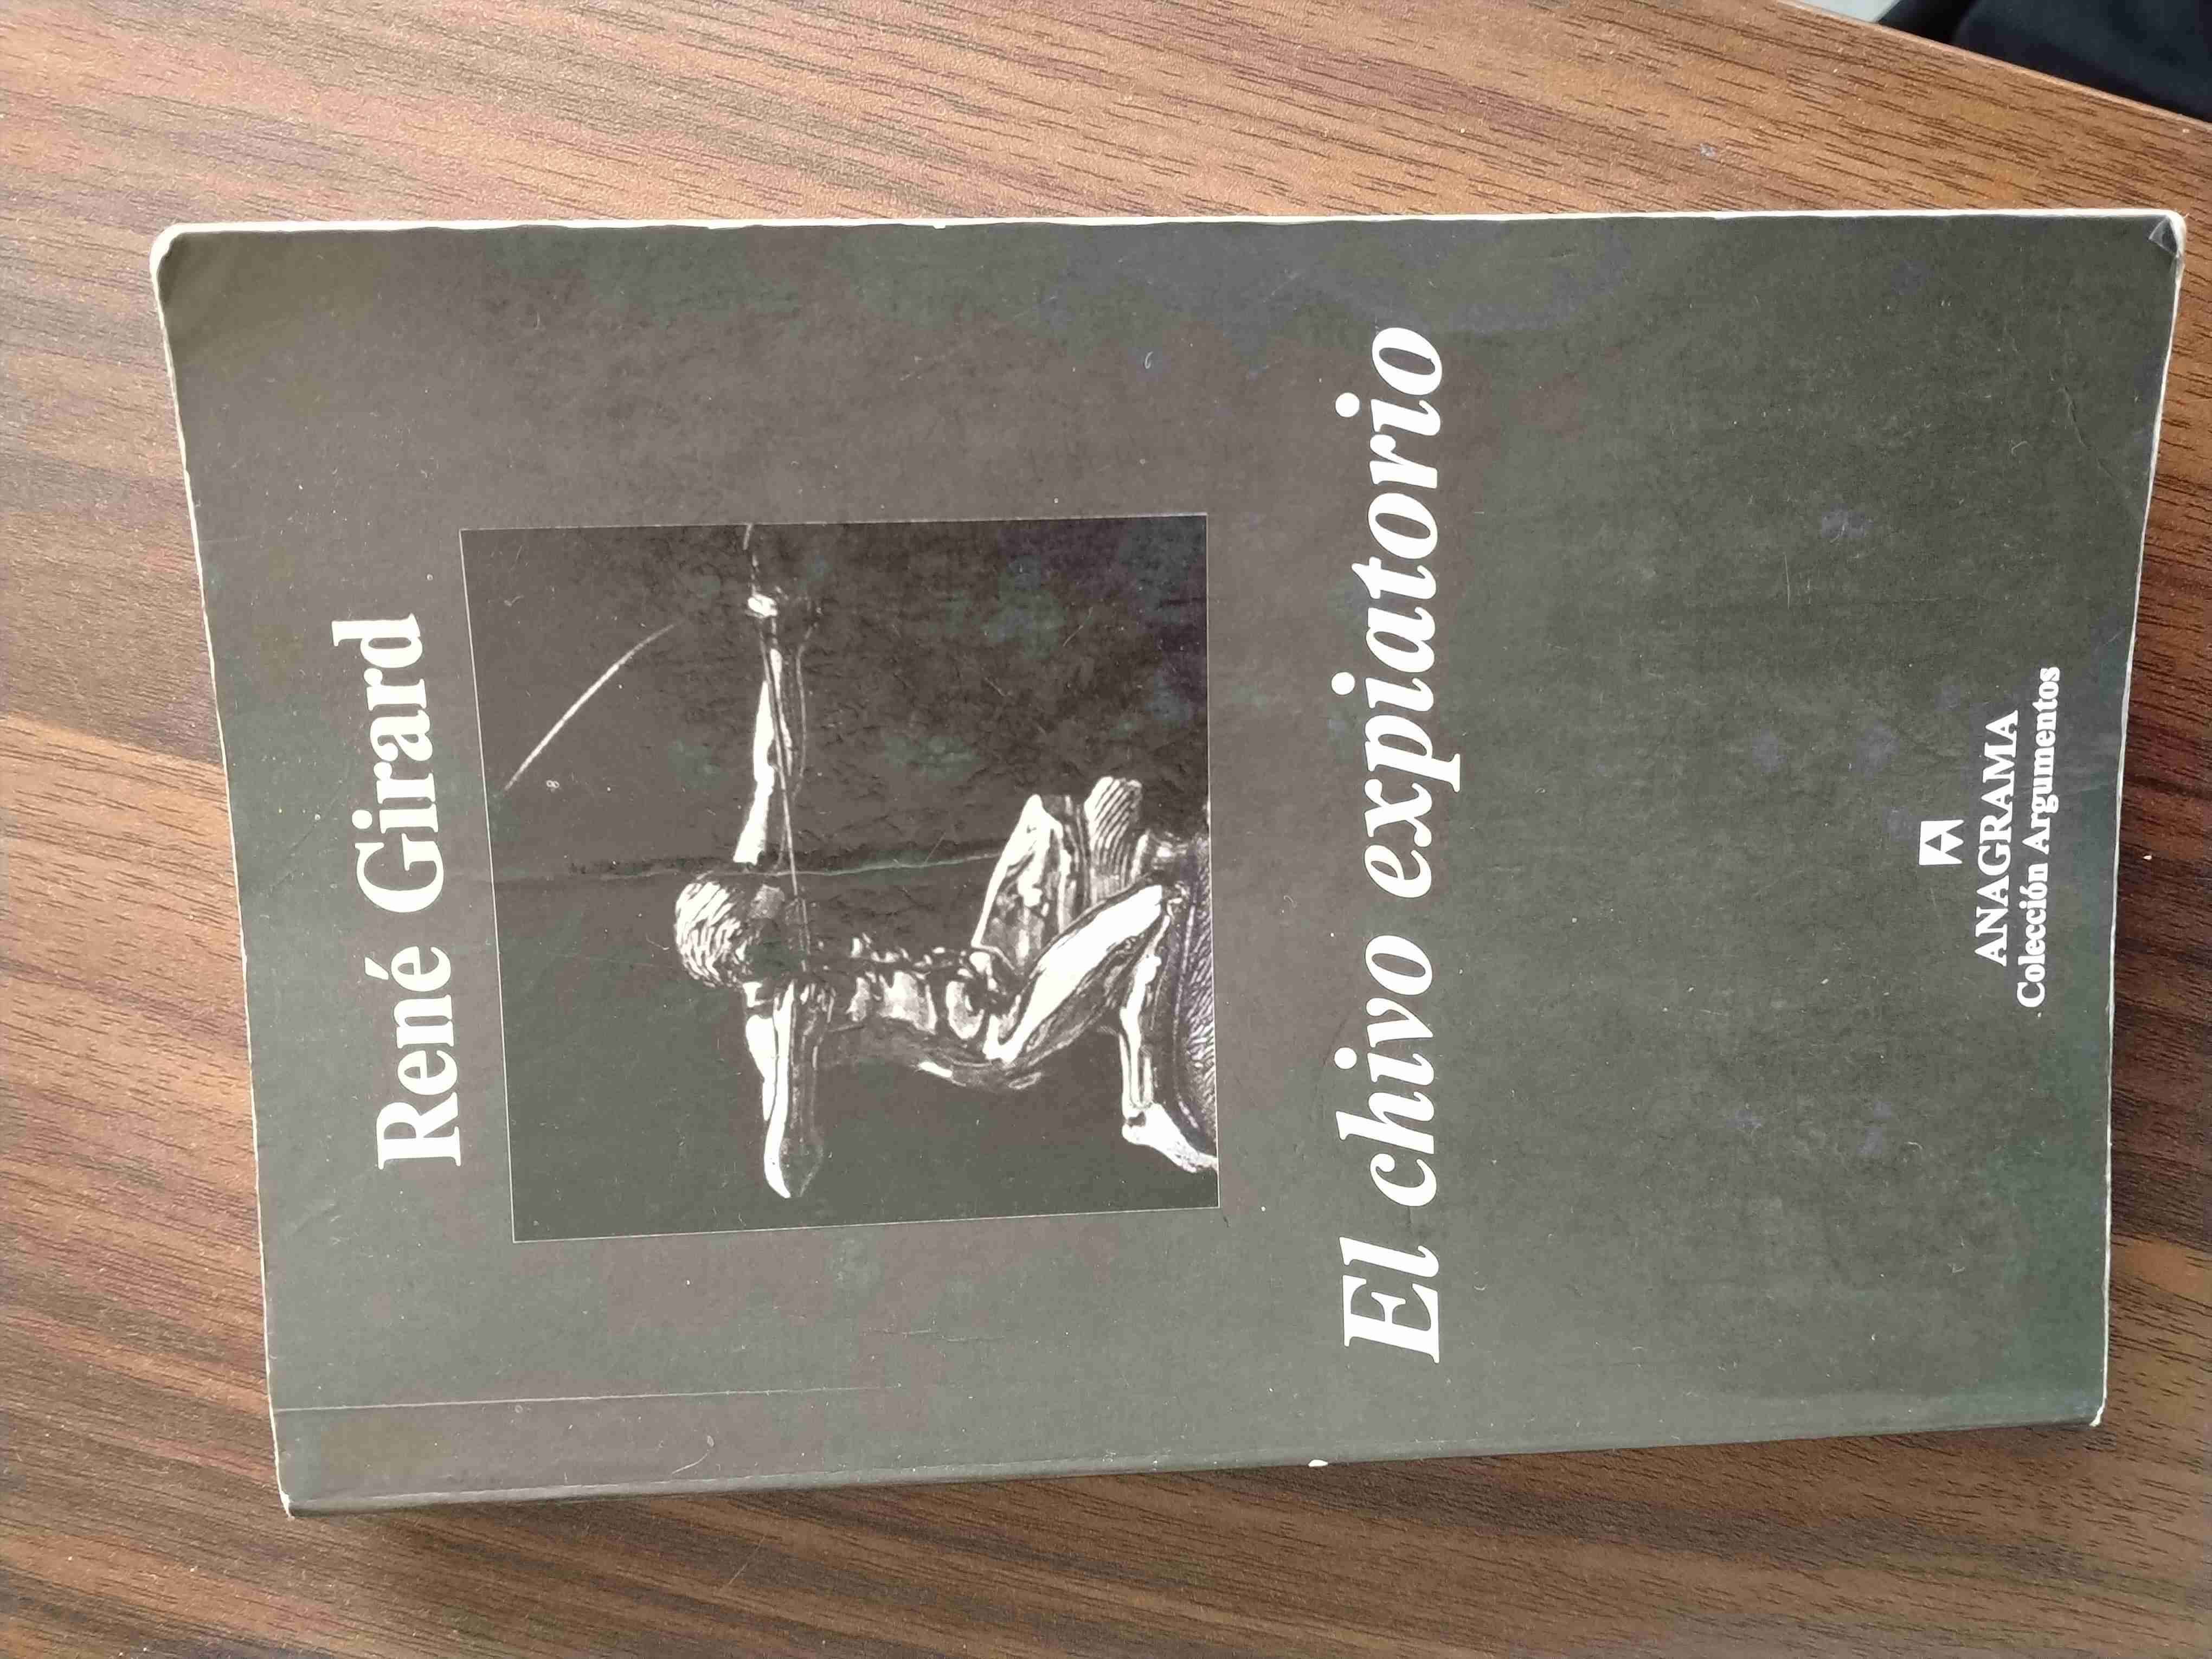 René Girard
El chivo expiatorio
ANAGRAMA
Colección Argumentos